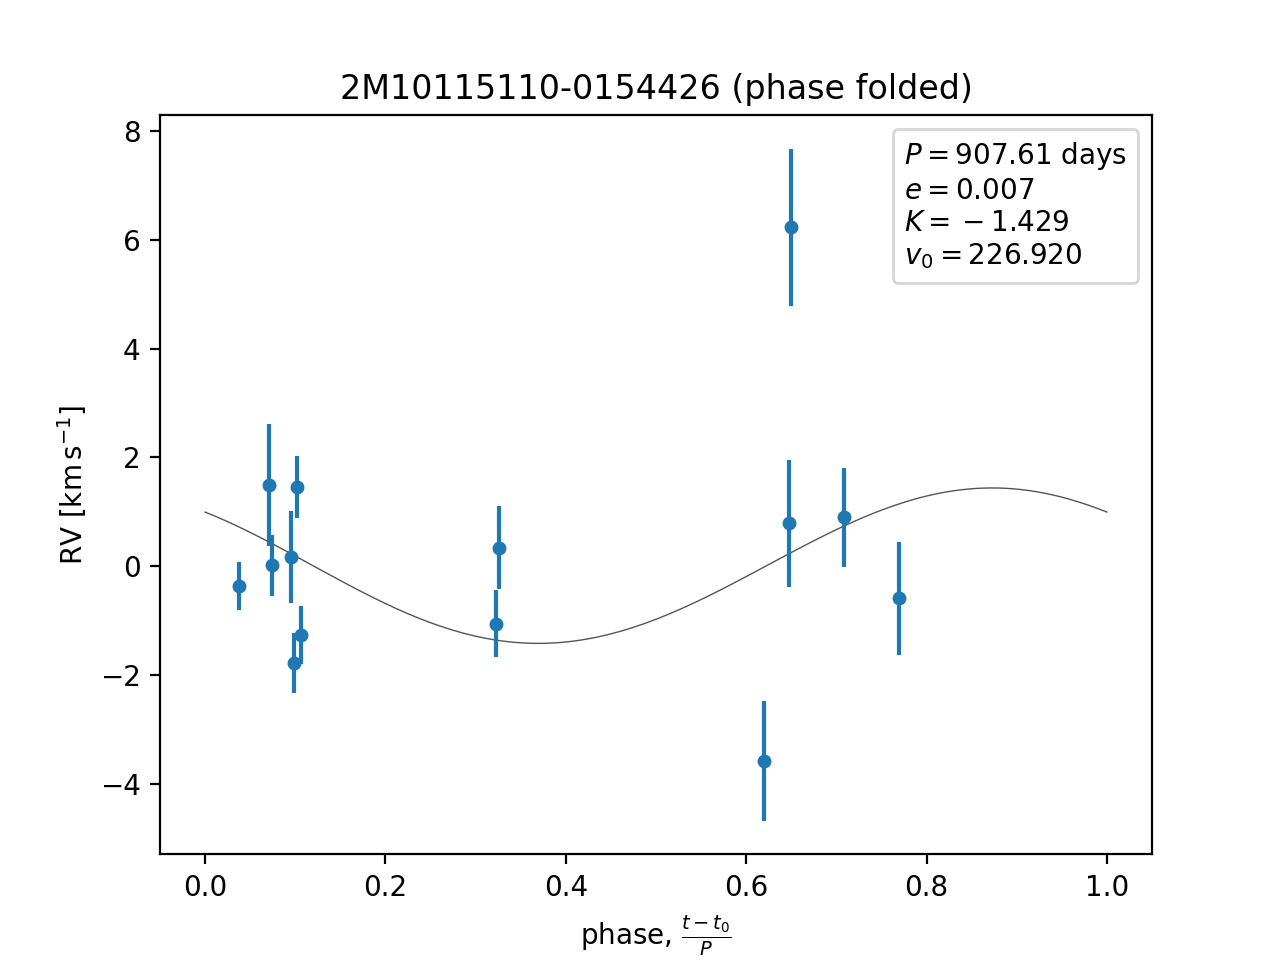 2M10115110-0154426 (phase folded)
P = 907.61 days
e = 0.007
K = −1.429
v₀ = 226.920
8
6
4
2
0
−2
−4
RV [km s⁻¹]
0.0 0.2 0.4 0.6 0.8 1.0
phase, (t − t₀)/P